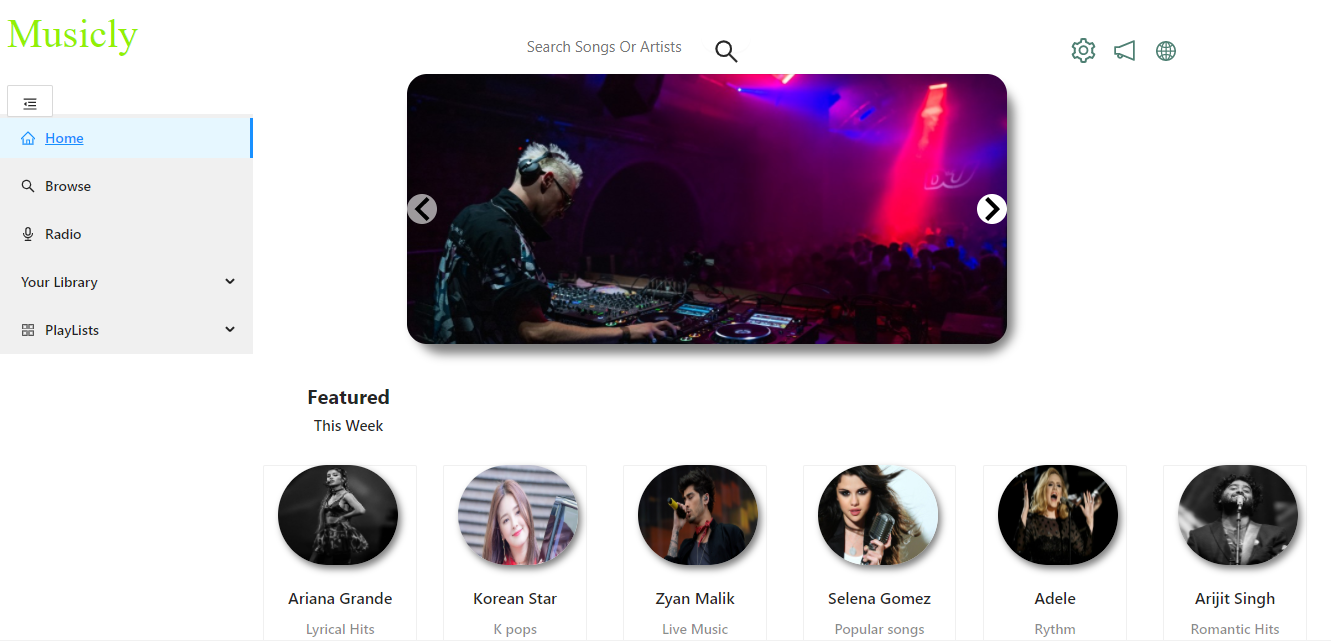 Musicly
Search Songs Or Artists
Home
Browse
Radio
Your Library
PlayLists
Featured
This Week
Ariana Grande
Lyrical Hits
Korean Star
K pops
Zyan Malik
Live Music
Selena Gomez
Popular songs
Adele
Rythm
Arijit Singh
Romantic Hits